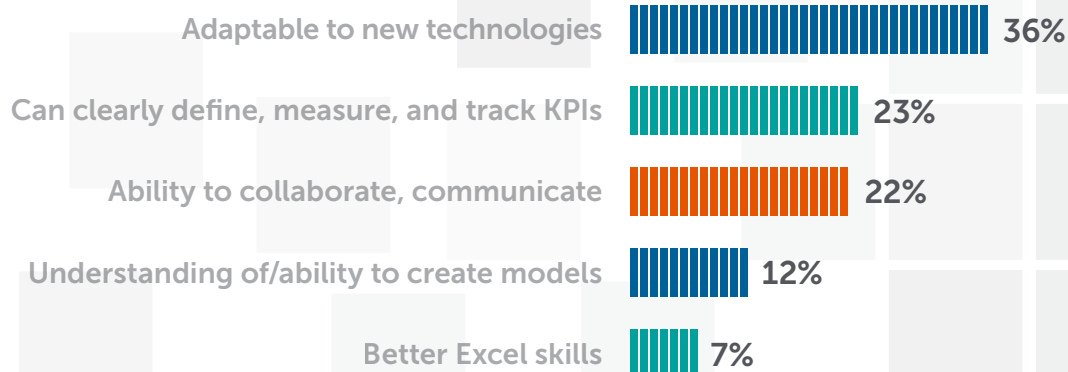 Adaptable to new technologies 36%
Can clearly define, measure, and track KPIs 23%
Ability to collaborate, communicate 22%
Understanding of/ability to create models 12%
Better Excel skills 7%